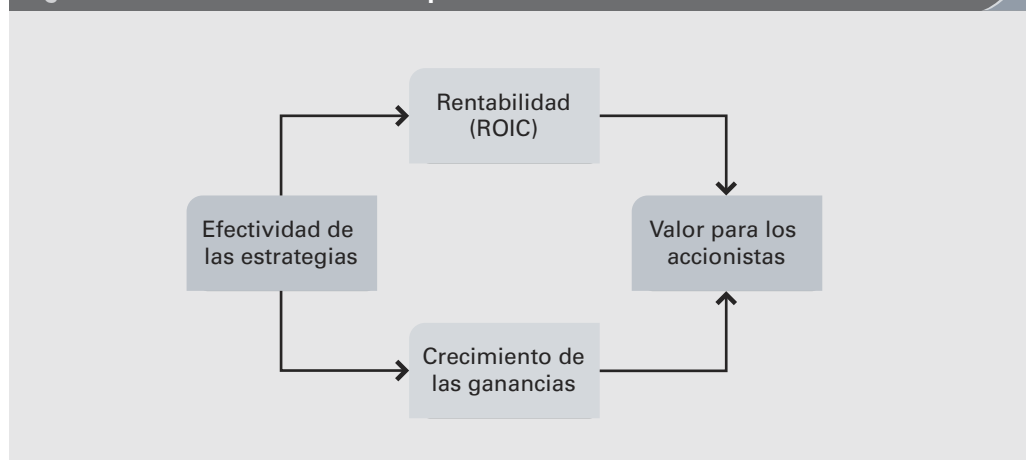 Rentabilidad
(ROIC)
Efectividad de
las estrategias
Valor para los
accionistas
Crecimiento de
las ganancias